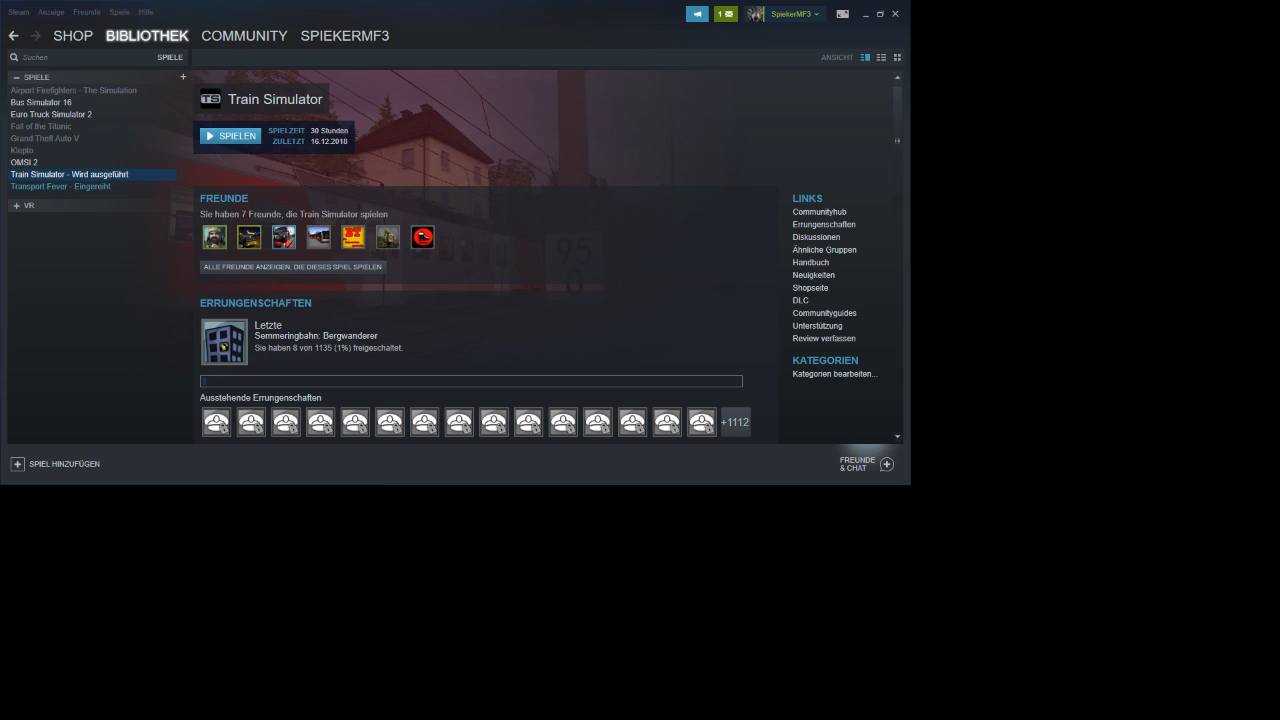 Steam Anzeige Freunde Spiele Hilfe
1
SpiekerMF3
SHOP BIBLIOTHEK COMMUNITY SPIEKERMF3
Suchen SPIELE
ANSICHT
SPIELE +
Airport Firefighters - The Simulation
Bus Simulator 16
Euro Truck Simulator 2
Fall of the Titanic
Grand Theft Auto V
Klepto
OMSI 2
Train Simulator - Wird ausgeführt
Transport Fever - Eingereiht
+ VR
TS Train Simulator
SPIELEN
SPIELZEIT 30 Stunden
ZULETZT 16.12.2018
FREUNDE
Sie haben 7 Freunde, die Train Simulator spielen
ALLE FREUNDE ANZEIGEN, DIE DIESES SPIEL SPIELEN
95
0
ERRUNGENSCHAFTEN
Letzte
Semmeringbahn: Bergwanderer
Sie haben 8 von 1135 (1%) freigeschaltet.
Ausstehende Errungenschaften
+1112
LINKS
Communityhub
Errungenschaften
Diskussionen
Ähnliche Gruppen
Handbuch
Neuigkeiten
Shopseite
DLC
Communityguides
Unterstützung
Review verfassen
KATEGORIEN
Kategorien bearbeiten...
+ SPIEL HINZUFÜGEN
FREUNDE
& CHAT